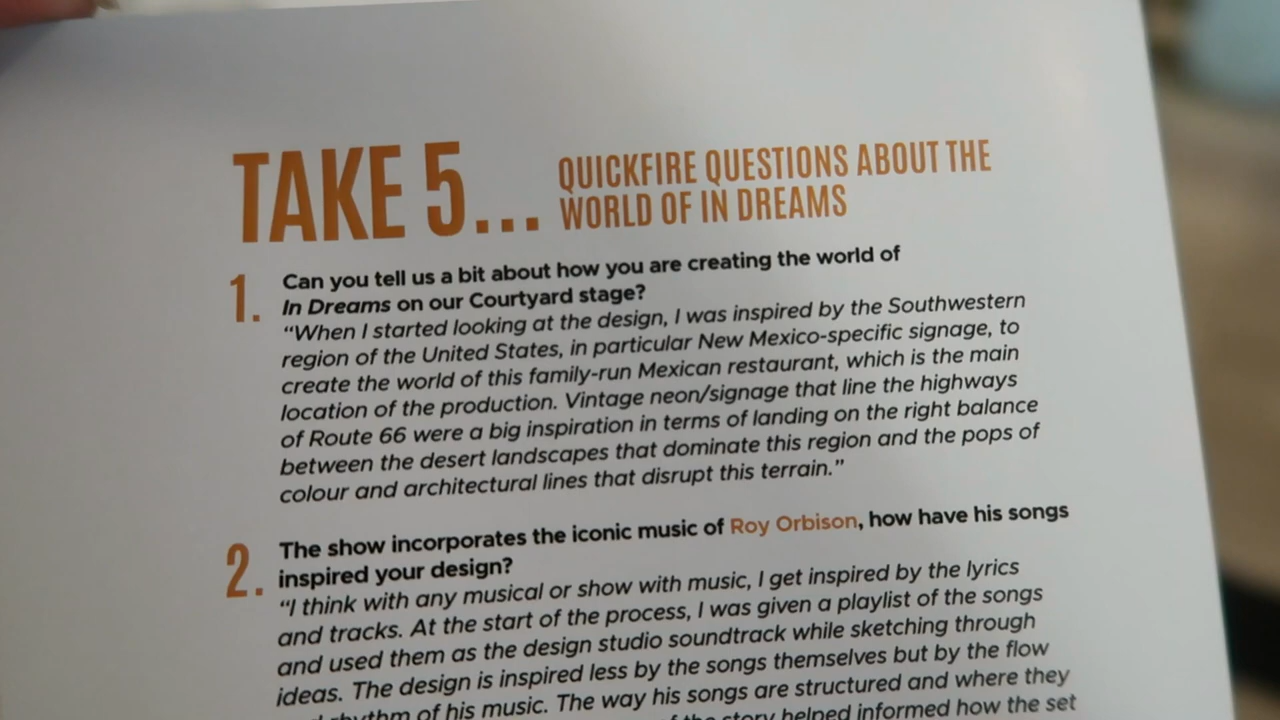 TAKE 5... QUICKFIRE QUESTIONS ABOUT THE
WORLD OF IN DREAMS
1. Can you tell us a bit about how you are creating the world of
In Dreams on our Courtyard stage?
“When I started looking at the design, I was inspired by the Southwestern
region of the United States, in particular New Mexico-specific signage, to
create the world of this family-run Mexican restaurant, which is the main
location of the production. Vintage neon/signage that line the highways
of Route 66 were a big inspiration in terms of landing on the right balance
between the desert landscapes that dominate this region and the pops of
colour and architectural lines that disrupt this terrain.”
2. The show incorporates the iconic music of Roy Orbison, how have his songs
inspired your design?
“I think with any musical or show with music, I get inspired by the lyrics
and tracks. At the start of the process, I was given a playlist of the songs
and used them as the design studio soundtrack while sketching through
ideas. The design is inspired less by the songs themselves but by the flow
rhythm of his music. The way his songs are structured and where they
the story helped informed how the set